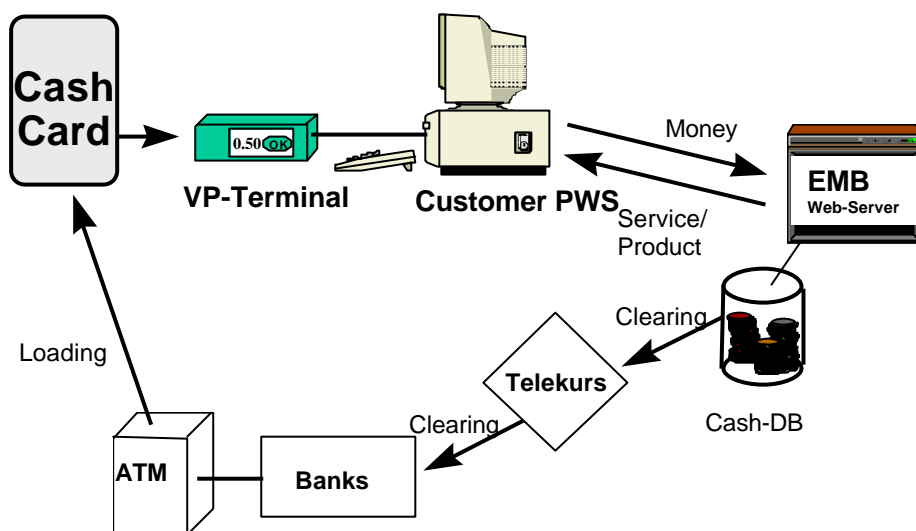 Cash
Card
0.50
OK
VP-Terminal
Customer PWS
Money
Service/
Product
EMB
Web-Server
Clearing
Cash-DB
Telekurs
Clearing
Banks
ATM
Loading